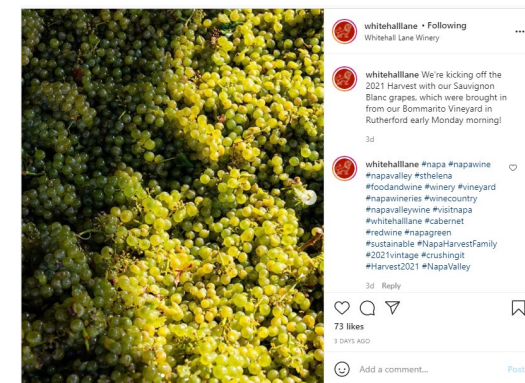 whitehalllane • Following
Whitehall Lane Winery
whitehalllane We're kicking off the
2021 Harvest with our Sauvignon
Blanc grapes, which were brought in
from our Bommarito Vineyard in
Rutherford early Monday morning!
3d
whitehalllane #napa #napawine
#napavalley #sthelena
#foodandwine #winery #vineyard
#napawineries #winecountry
#napavalleywine #visitnapa
#whitehalllane #cabernet
#redwine #napagreen
#sustainable #NapaHarvestFamily
#2021vintage #crushingit
#Harvest2021 #NapaValley
3d Reply
73 likes
3 DAYS AGO
Add a comment...
Post